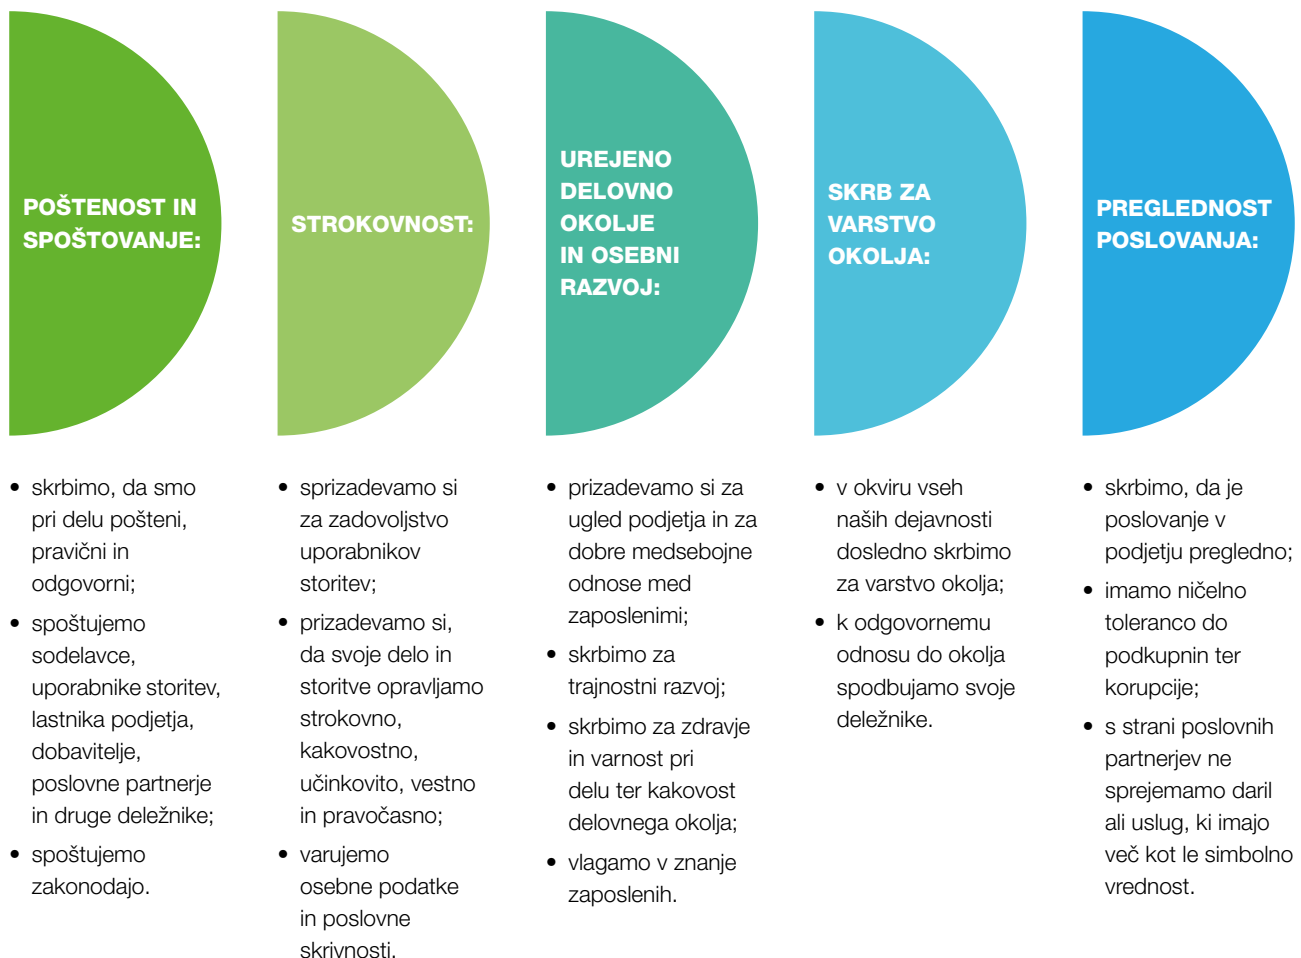 POŠTENOST IN
SPOŠTOVANJE:
• skrbimo, da smo
pri delu pošteni,
pravični in
odgovorni;
• spoštujemo
sodelavce,
uporabnike storitev,
lastnika podjetja,
dobavitelje,
poslovne partnerje
in druge deležnike;
• spoštujemo
zakonodajo.
STROKOVNOST:
• sprizadevamo si
za zadovoljstvo
uporabnikov
storitev;
• prizadevamo si,
da svoje delo in
storitve opravljamo
strokovno,
kakovostno,
učinkovito, vestno
in pravočasno;
• varujemo
osebne podatke
in poslovne
skrivnosti.
UREJENO
DELOVNO
OKOLJE
IN OSEBNI
RAZVOJ:
• prizadevamo si za
ugled podjetja in za
dobre medsebojne
odnose med
zaposlenimi;
• skrbimo za
trajnostni razvoj;
• skrbimo za zdravje
in varnost pri
delu ter kakovost
delovnega okolja;
• vlagamo v znanje
zaposlenih.
SKRB ZA
VARSTVO
OKOLJA:
• v okviru vseh
naših dejavnosti
dosledno skrbimo
za varstvo okolja;
• k odgovornemu
odnosu do okolja
spodbujamo svoje
deležnike.
PREGLEDNOST
POSLOVANJA:
• skrbimo, da je
poslovanje v
podjetju pregledno;
• imamo ničelno
toleranco do
podkupnin ter
korupcije;
• s strani poslovnih
partnerjev ne
sprejemamo daril
ali uslug, ki imajo
več kot le simbolno
vrednost.